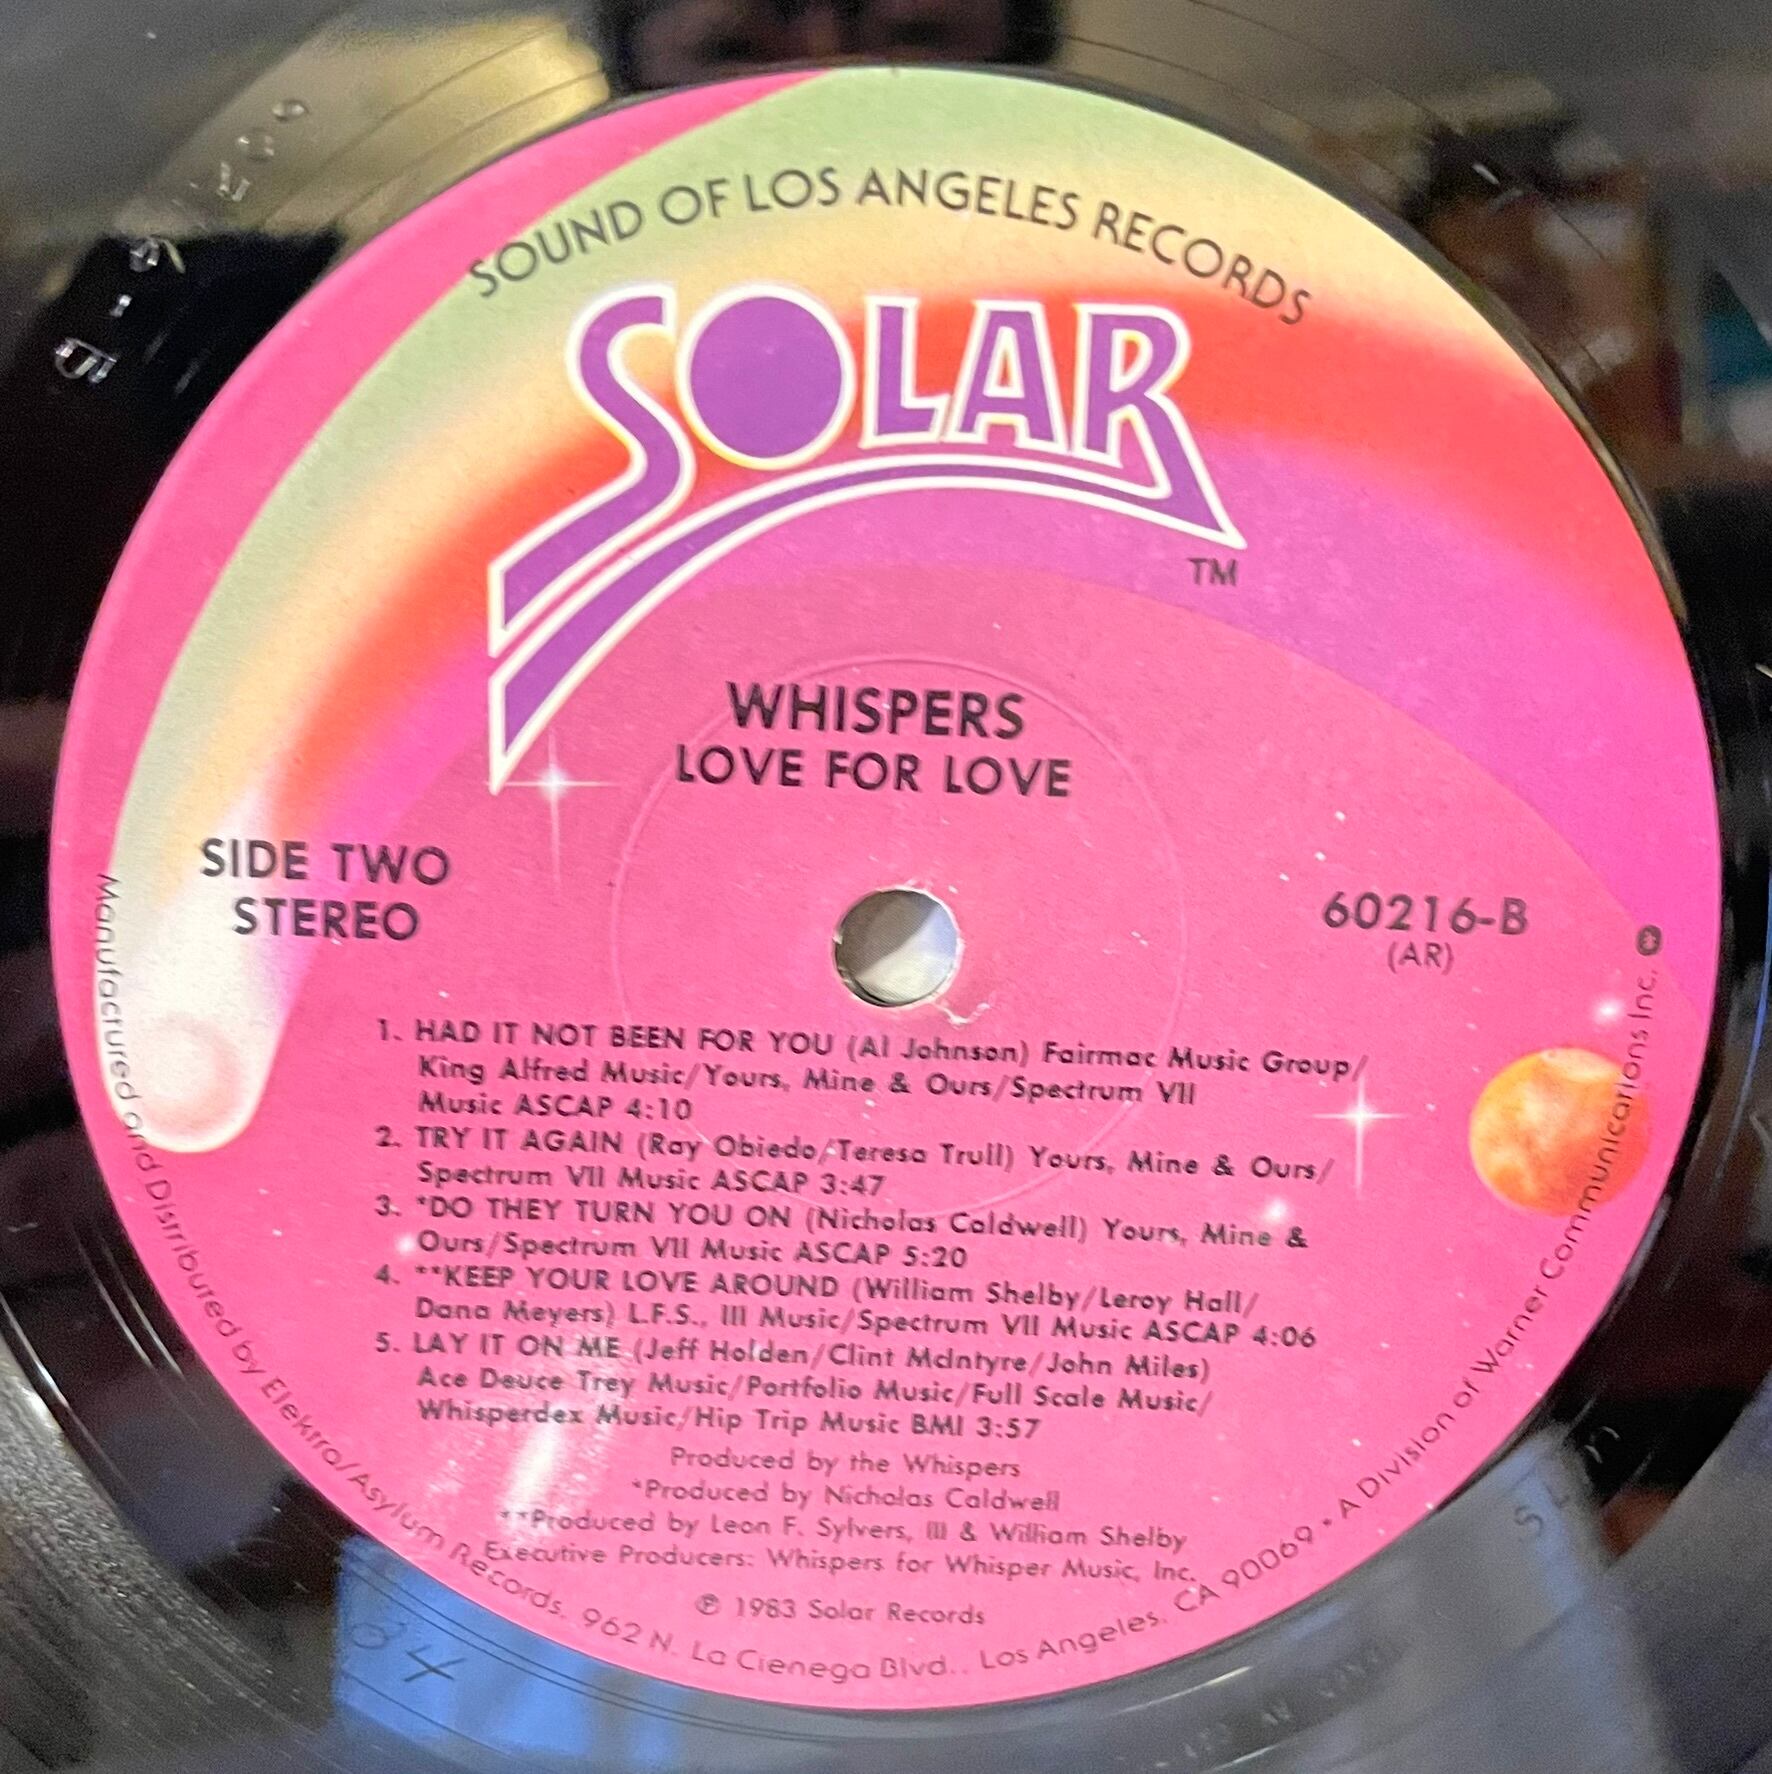 SOUND OF LOS ANGELES RECORDS
SOLAR
TM
WHISPERS
LOVE FOR LOVE
SIDE TWO
STEREO
60216-B
(AR)
1. HAD IT NOT BEEN FOR YOU (Al Johnson) Fairmac Music Group/
King Alfred Music/Yours, Mine & Ours/Spectrum VII
Music ASCAP 4:10
2. TRY IT AGAIN (Ray Obiedo/Teresa Trull) Yours, Mine & Ours/
Spectrum VII Music ASCAP 3:47
3. *DO THEY TURN YOU ON (Nicholas Caldwell) Yours, Mine &
Ours/Spectrum VII Music ASCAP 5:20
4. **KEEP YOUR LOVE AROUND (William Shelby/Leroy Hall/
Dana Meyers) L.F.S., III Music/Spectrum VII Music ASCAP 4:06
5. LAY IT ON ME (Jeff Holden/Clint McIntyre/John Miles)
Ace Deuce Trey Music/Portfolio Music/Full Scale Music/
Whisperdex Music/Hip Trip Music BMI 3:57
Produced by the Whispers
*Produced by Nicholas Caldwell
**Produced by Leon F. Sylvers, III & William Shelby
Executive Producers: Whispers for Whisper Music, Inc.
℗ 1983 Solar Records
Manufactured and Distributed by Elektra/Asylum Records, 962 N. La Cienega Blvd., Los Angeles, CA 90069 • A Division of Warner Communications Inc.